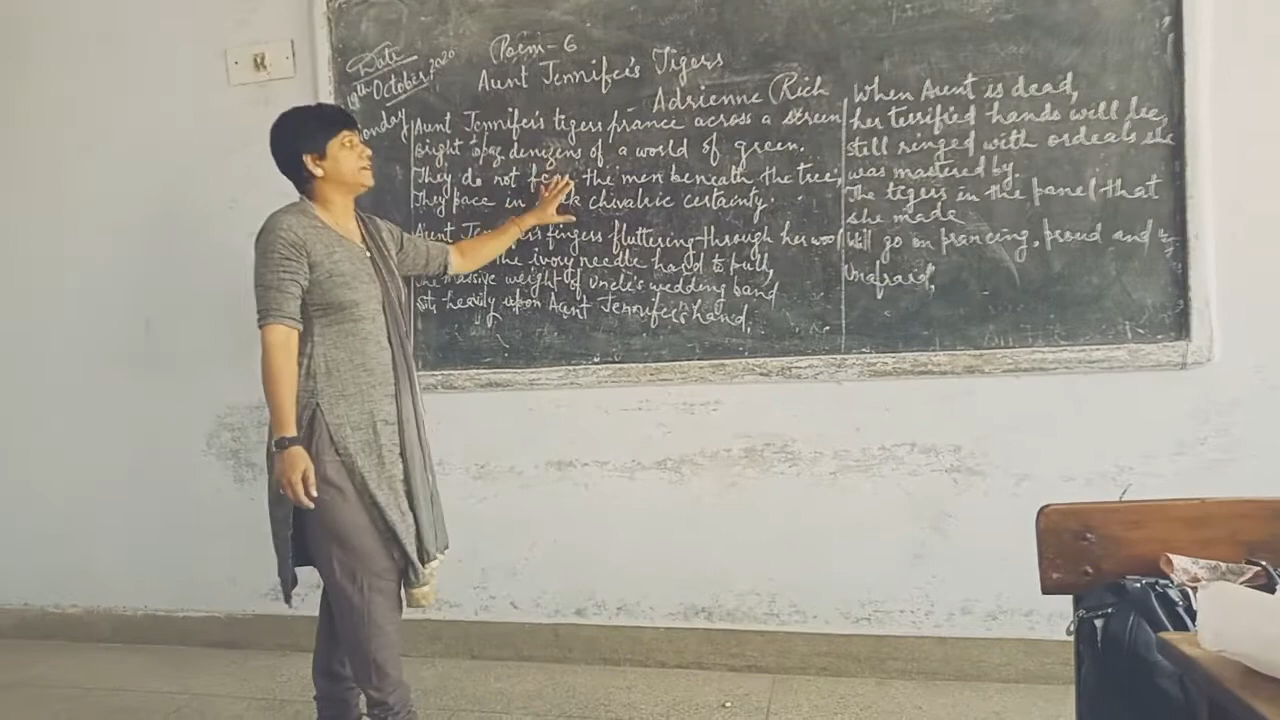 Date
19th October, 2020
Monday
Poem-6
Aunt Jennifer's Tigers
Adrienne Rich
Aunt Jennifer's tigers prance across a screen
Bright topaz denizens of a world of green.
They do not fear the men beneath the tree;
They pace in chivalric certainty.
Aunt fingers fluttering through her wool
the ivory needle hard to pull,
the massive weight of Uncle's wedding band
sits heavily upon Aunt Jennifer's hand.
When Aunt is dead,
her terrified hands will lie,
still ringed with ordeals she
was mastered by.
The tigers in the panel that
she made
Will go on prancing, proud and
Unafraid,